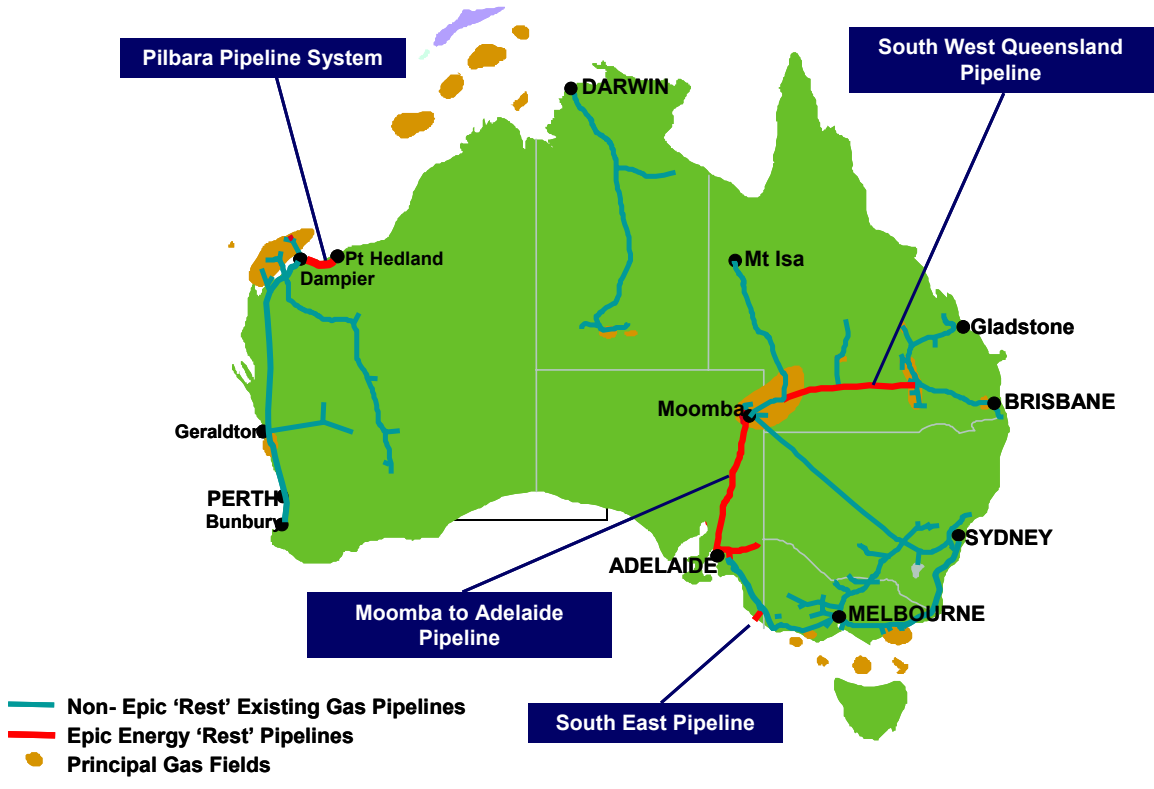 South West Queensland
Pipeline
Pilbara Pipeline System
DARWIN
Pt Hedland
Dampier
Mt Isa
Gladstone
Moomba
BRISBANE
Geraldton
PERTH
Bunbury
SYDNEY
ADELAIDE
MELBOURNE
Moomba to Adelaide
Pipeline
South East Pipeline
Non- Epic ‘Rest’ Existing Gas Pipelines
Epic Energy ‘Rest’ Pipelines
Principal Gas Fields